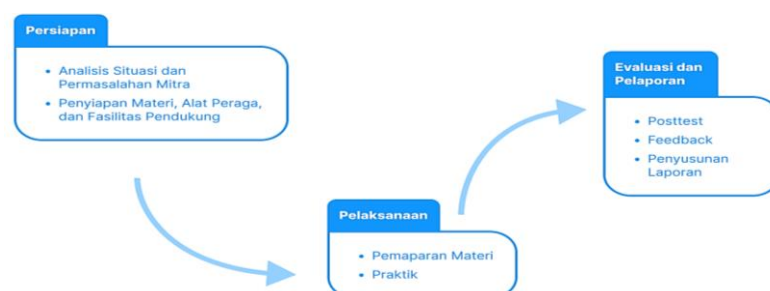 Persiapan
• Analisis Situasi dan
Permasalahan Mitra
• Penyiapan Materi, Alat Peraga,
dan Fasilitas Pendukung
Pelaksanaan
• Pemaparan Materi
• Praktik
Evaluasi dan
Pelaporan
• Posttest
• Feedback
• Penyusunan
Laporan